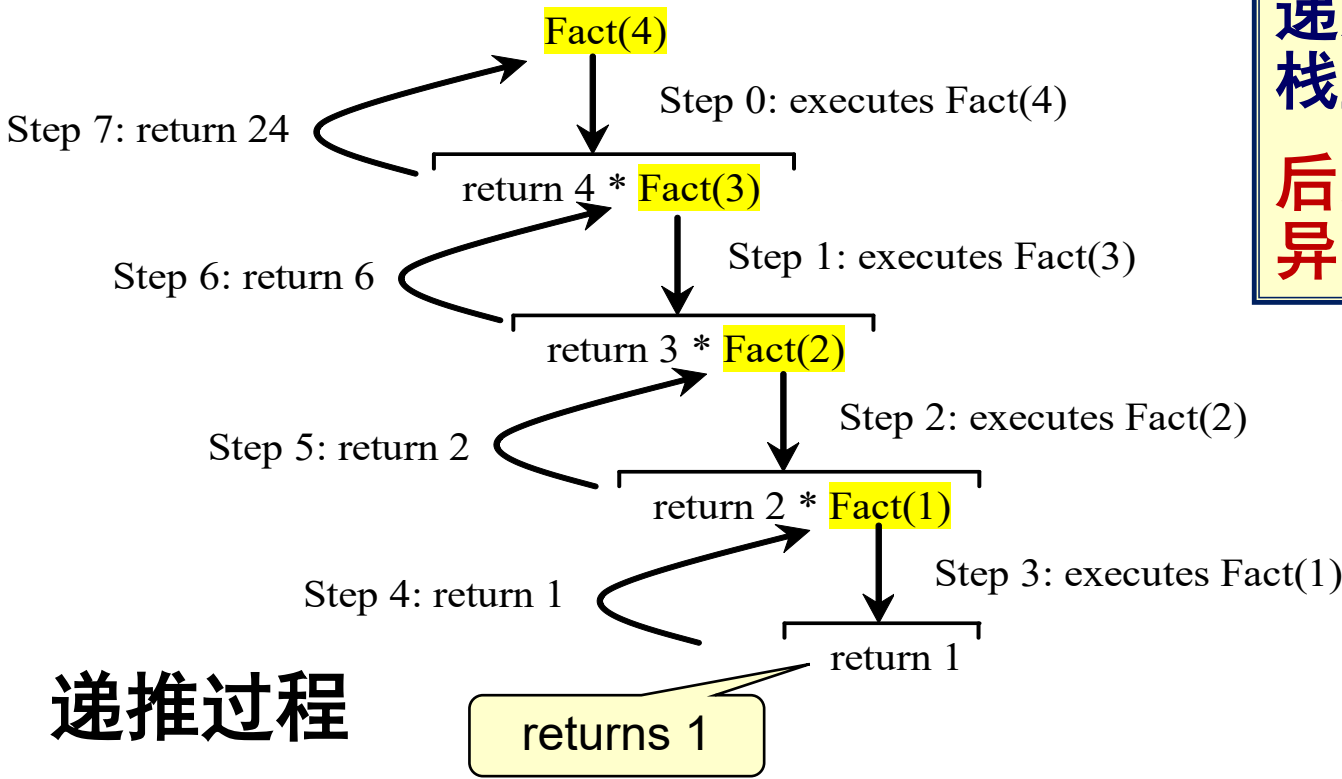 Fact(4)
Step 0: executes Fact(4)
Step 7: return 24
return 4 * Fact(3)
Step 1: executes Fact(3)
Step 6: return 6
return 3 * Fact(2)
Step 2: executes Fact(2)
Step 5: return 2
return 2 * Fact(1)
Step 3: executes Fact(1)
Step 4: return 1
return 1
递推过程
returns 1
递
栈
后
异